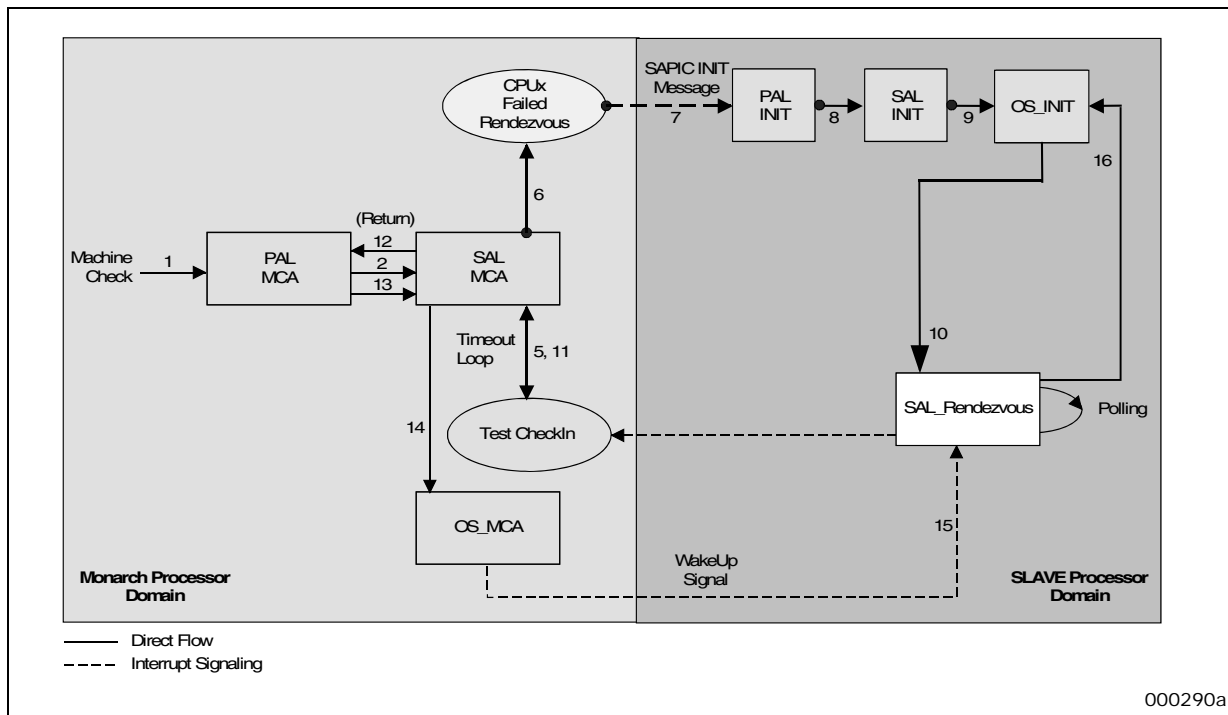 CPUx
Failed
Rendezvous
SAPIC INIT
Message
7
PAL
INIT
8
SAL
INIT
9
OS_INIT
16
6
(Return)
Machine
Check
1
PAL
MCA
12
2
13
SAL
MCA
Timeout
Loop
5, 11
10
14
Test CheckIn
SAL_Rendezvous
Polling
OS_MCA
15
WakeUp
Signal
Monarch Processor
Domain
SLAVE Processor
Domain
Direct Flow
Interrupt Signaling
000290a